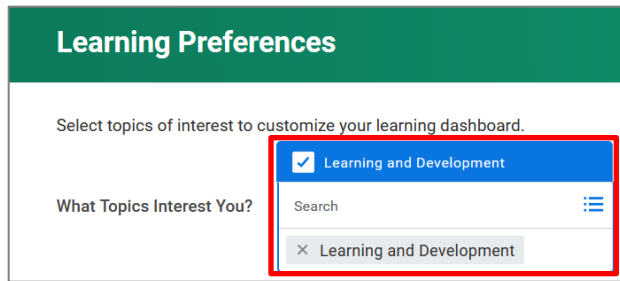 Learning Preferences
Select topics of interest to customize your learning dashboard.
Learning and Development
What Topics Interest You?
Search
Learning and Development